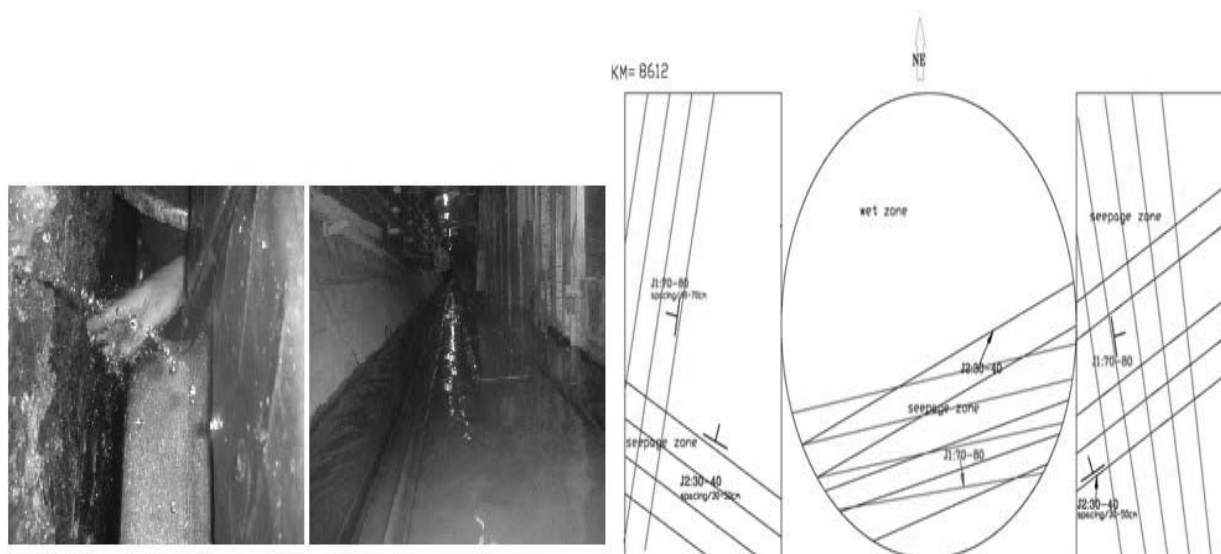 KM= 8612
NE
J1:70-80
seepage zone
J2:30-40
spacing/30-50cm
wet zone
J2:30-40
seepage zone
J1:70-80
seepage zone
J1:70-80
J2:30-40
spacing/30-50cm